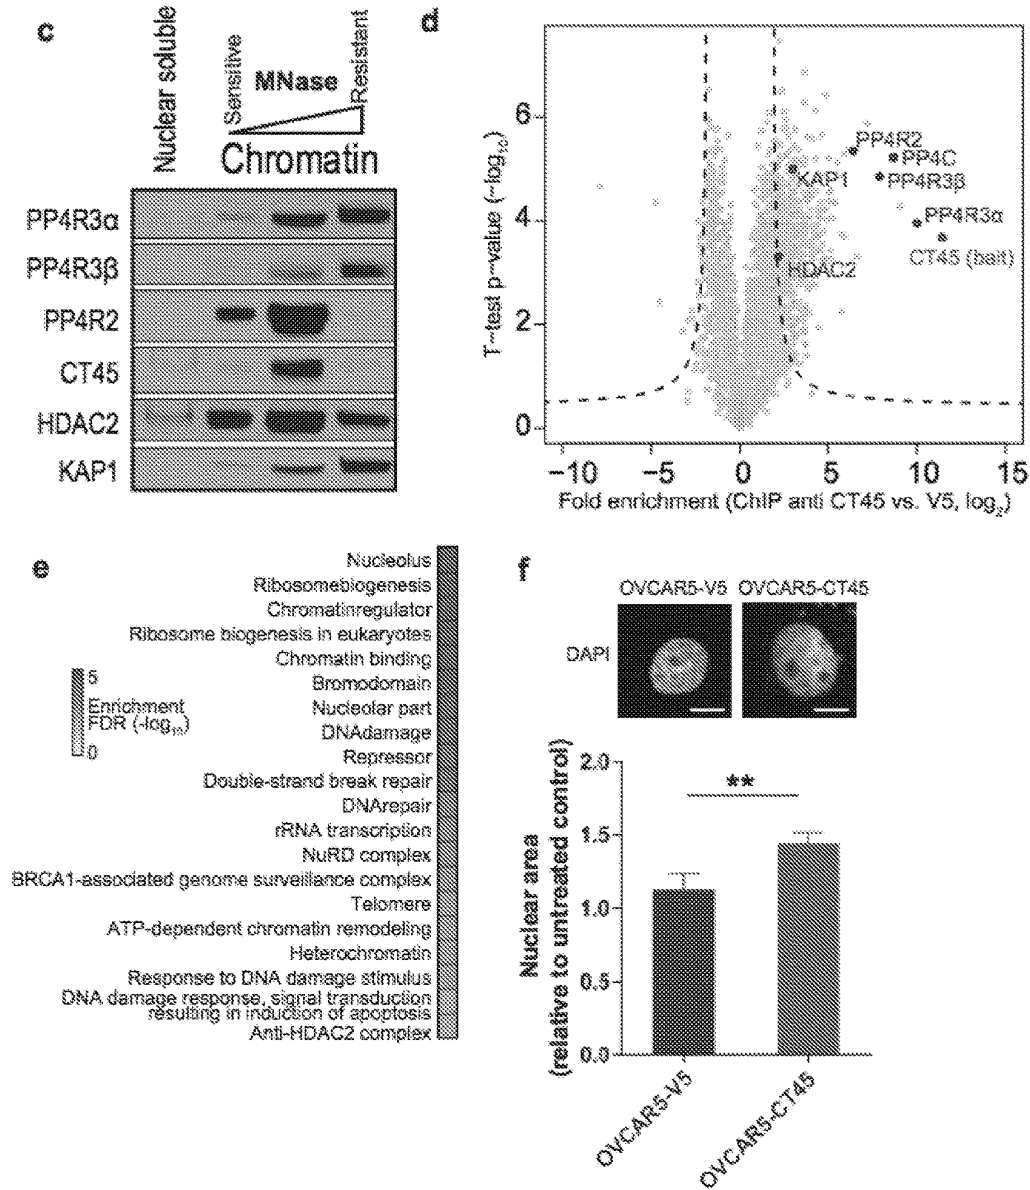 c
Nuclear soluble
Sensitive
MNase
Resistant
Chromatin
PP4R3α
PP4R3β
PP4R2
CT45
HDAC2
KAP1
d
T-test p-value (-log10)
6
4
2
0
PP4R2
PP4C
KAP1
PP4R3β
PP4R3α
CT45 (bait)
HDAC2
-10 -5 0 5 10 15
Fold enrichment (ChIP anti CT45 vs. V5, log2)
e
5
Enrichment
FDR (-log10)
0
Nucleolus
Ribosomebiogenesis
Chromatinregulator
Ribosome biogenesis in eukaryotes
Chromatin binding
Bromodomain
Nucleolar part
DNAdamage
Repressor
Double-strand break repair
DNArepair
rRNA transcription
NuRD complex
BRCA1-associated genome surveillance complex
Telomere
ATP-dependent chromatin remodeling
Heterochromatin
Response to DNA damage stimulus
DNA damage response, signal transduction
resulting in induction of apoptosis
Anti-HDAC2 complex
f
OVCAR5-V5 OVCAR5-CT45
DAPI
Nuclear area
(relative to untreated control)
2.0
1.5
1.0
0.5
0.0
**
OVCAR5-V5
OVCAR5-CT45